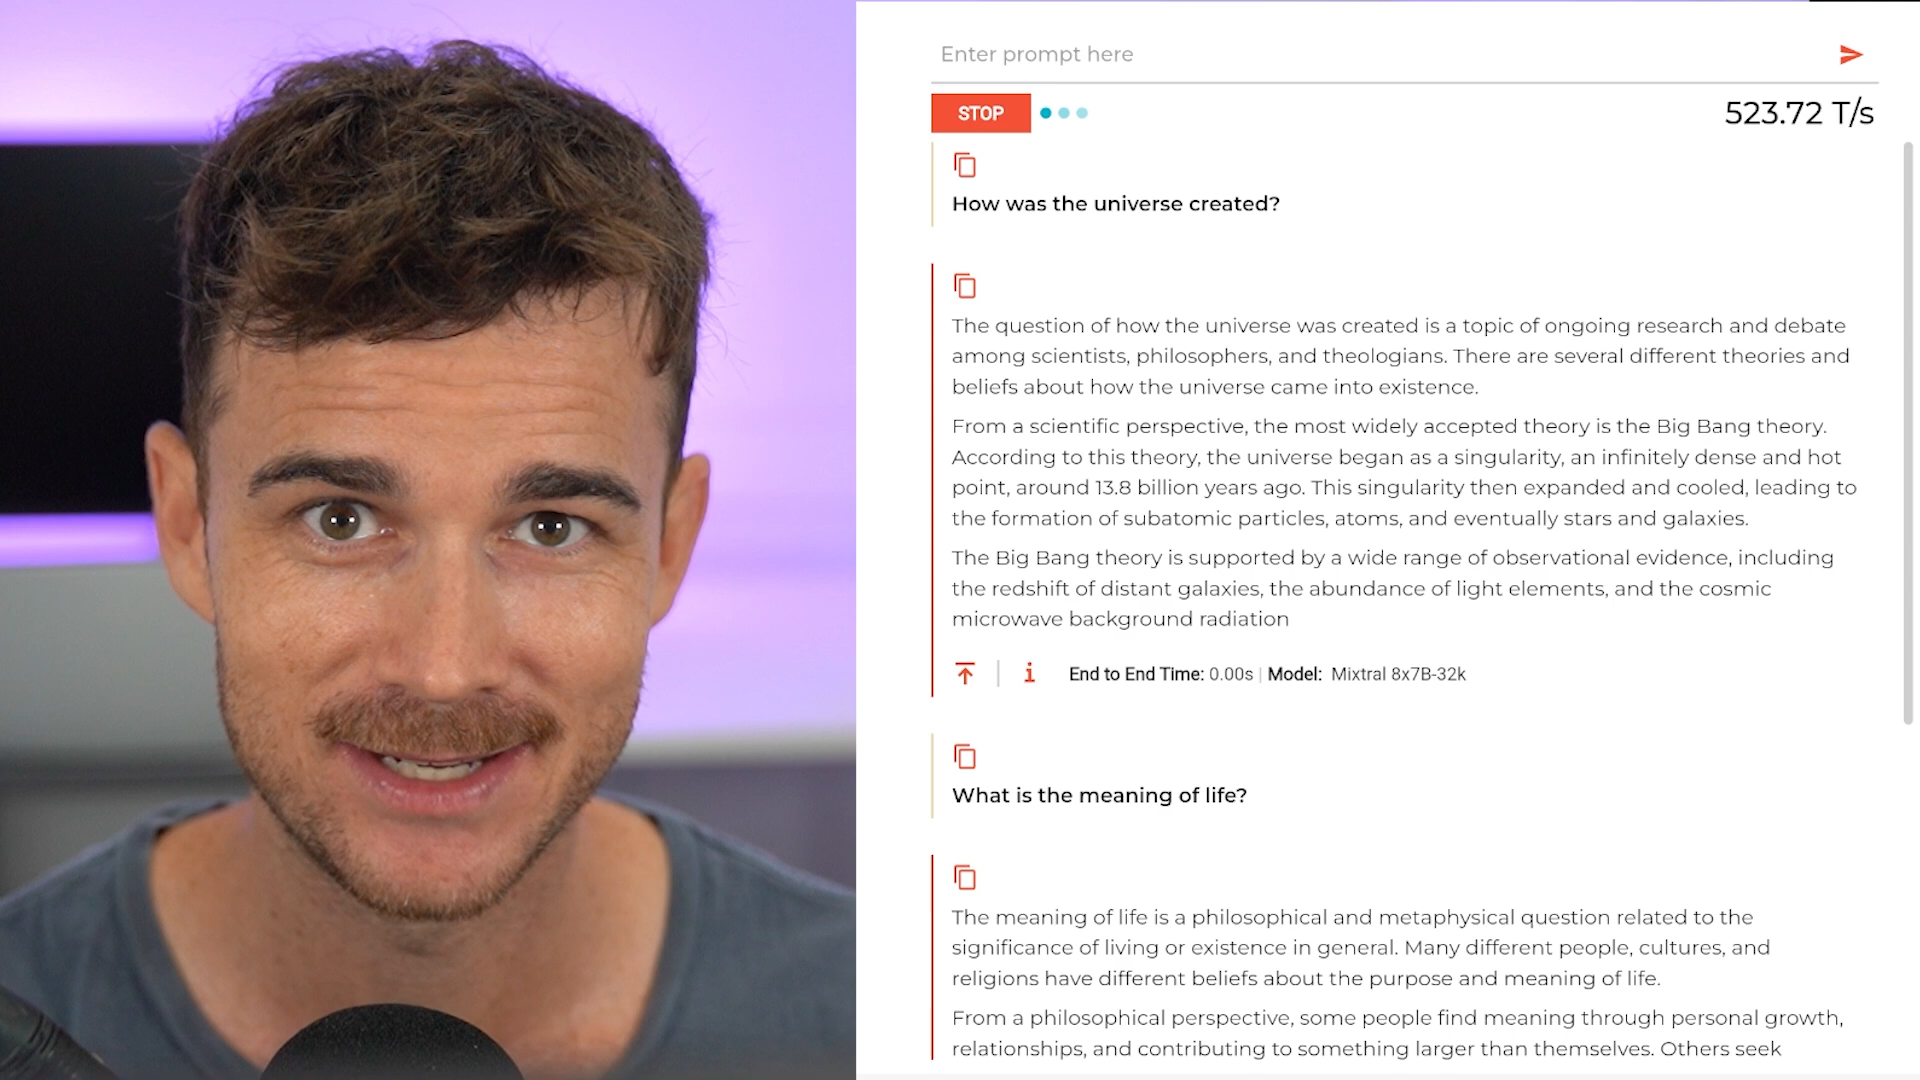 Enter prompt here
STOP
523.72 T/s
How was the universe created?
The question of how the universe was created is a topic of ongoing research and debate
among scientists, philosophers, and theologians. There are several different theories and
beliefs about how the universe came into existence.
From a scientific perspective, the most widely accepted theory is the Big Bang theory.
According to this theory, the universe began as a singularity, an infinitely dense and hot
point, around 13.8 billion years ago. This singularity then expanded and cooled, leading to
the formation of subatomic particles, atoms, and eventually stars and galaxies.
The Big Bang theory is supported by a wide range of observational evidence, including
the redshift of distant galaxies, the abundance of light elements, and the cosmic
microwave background radiation
End to End Time: 0.00s | Model: Mixtral 8x7B-32k
What is the meaning of life?
The meaning of life is a philosophical and metaphysical question related to the
significance of living or existence in general. Many different people, cultures, and
religions have different beliefs about the purpose and meaning of life.
From a philosophical perspective, some people find meaning through personal growth,
relationships, and contributing to something larger than themselves. Others seek